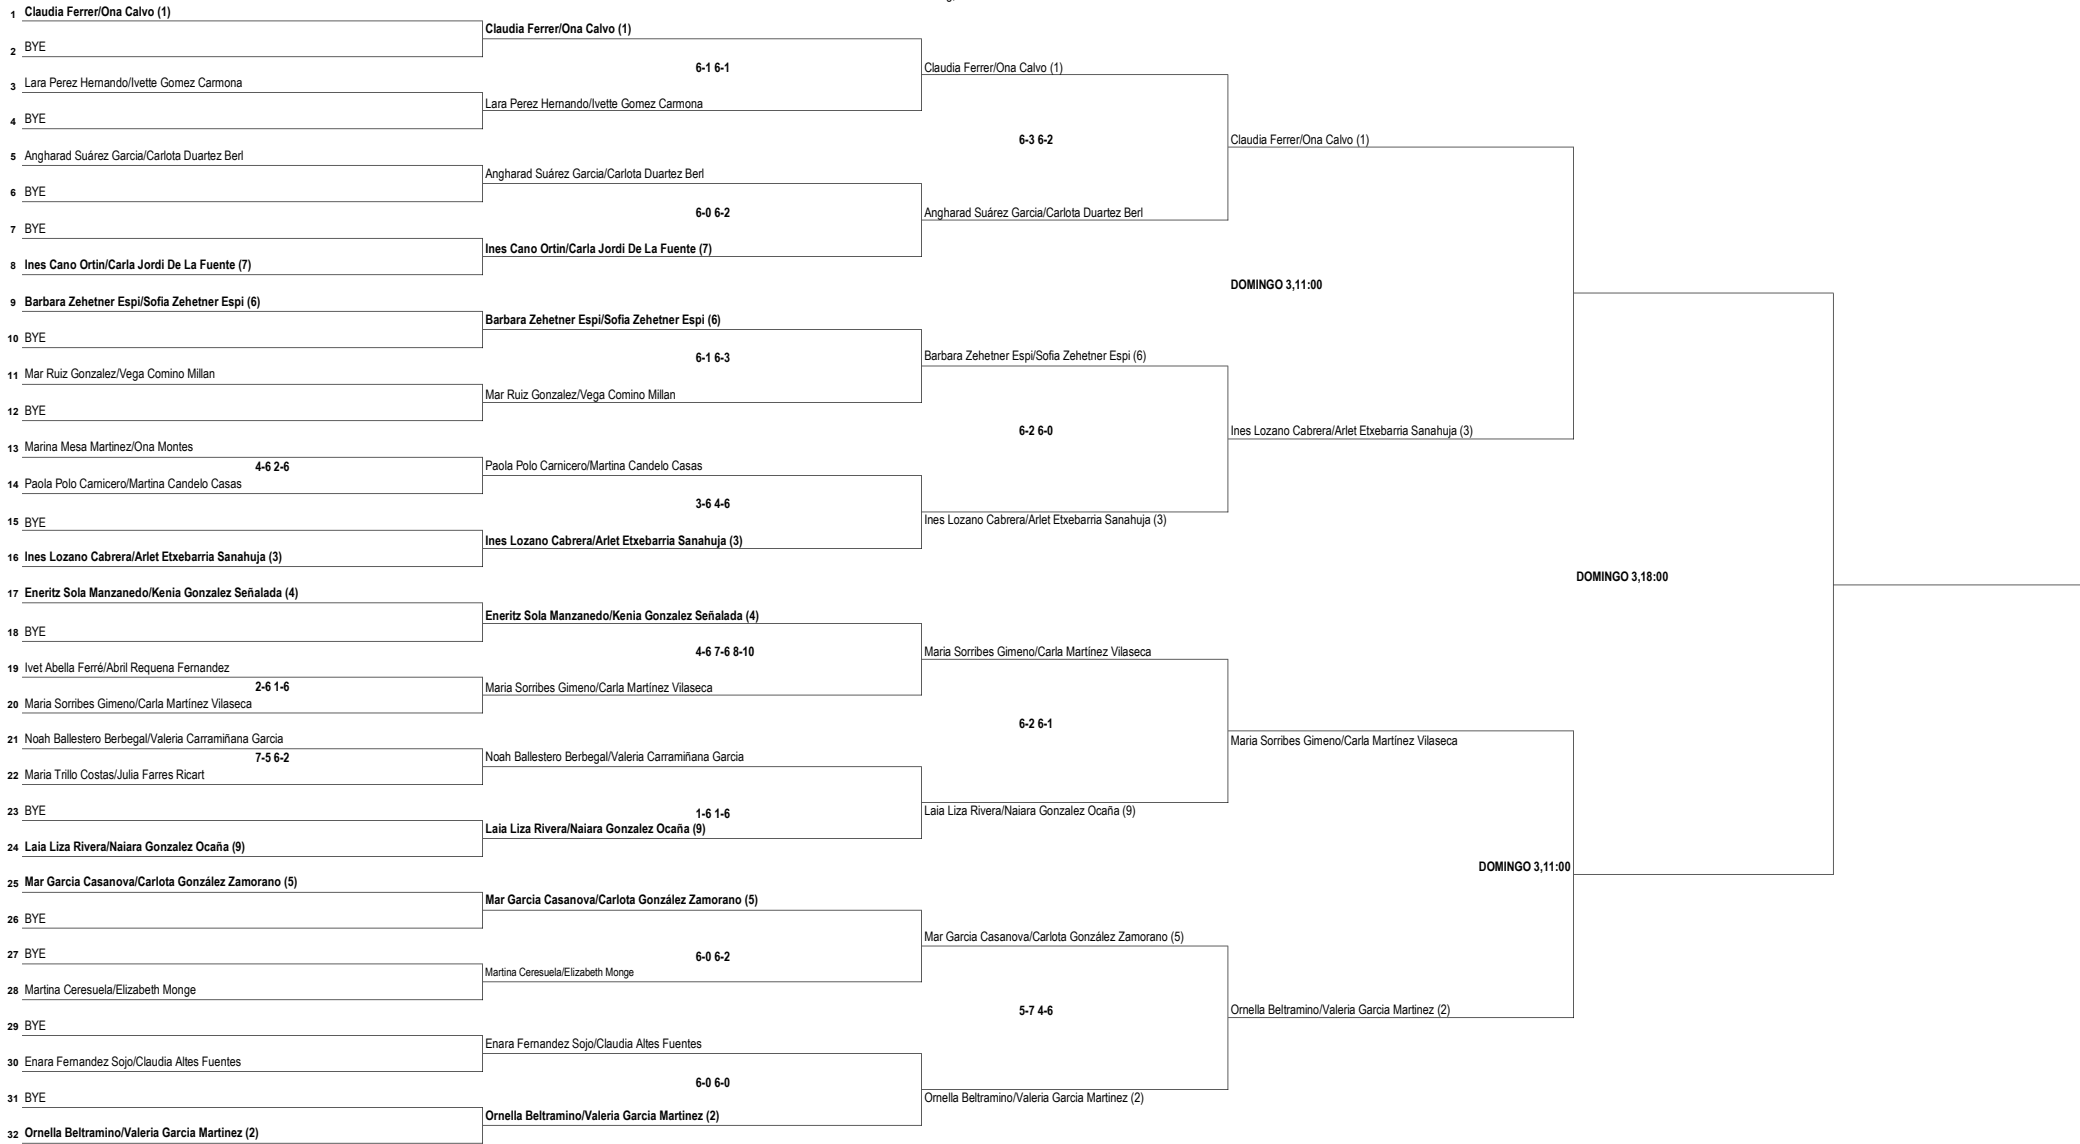 1 Claudia Ferrer/Ona Calvo (1)
2 BYE
3 Lara Perez Hernando/Ivette Gomez Carmona
4 BYE
5 Angharad Suárez Garcia/Carlota Duartez Berl
6 BYE
7 BYE
8 Ines Cano Ortin/Carla Jordi De La Fuente (7)
9 Barbara Zehetner Espi/Sofia Zehetner Espi (6)
10 BYE
11 Mar Ruiz Gonzalez/Vega Comino Millan
12 BYE
13 Marina Mesa Martinez/Ona Montes
4-6 2-6
14 Paola Polo Carnicero/Martina Candelo Casas
15 BYE
16 Ines Lozano Cabrera/Arlet Etxebarria Sanahuja (3)
17 Eneritz Sola Manzanedo/Kenia Gonzalez Señalada (4)
18 BYE
19 Ivet Abella Ferré/Abril Requena Fernandez
2-6 1-6
20 Maria Sorribes Gimeno/Carla Martínez Vilaseca
21 Noah Ballestero Berbegal/Valeria Carramiñana Garcia
7-5 6-2
22 Maria Trillo Costas/Julia Farres Ricart
23 BYE
24 Laia Liza Rivera/Naiara Gonzalez Ocaña (9)
25 Mar Garcia Casanova/Carlota González Zamorano (5)
26 BYE
27 BYE
28 Martina Ceresuela/Elizabeth Monge
29 BYE
30 Enara Fernandez Sojo/Claudia Altes Fuentes
31 BYE
32 Ornella Beltramino/Valeria Garcia Martinez (2)
Claudia Ferrer/Ona Calvo (1)
6-1 6-1
Lara Perez Hernando/Ivette Gomez Carmona
Angharad Suárez Garcia/Carlota Duartez Berl
6-0 6-2
Ines Cano Ortin/Carla Jordi De La Fuente (7)
Barbara Zehetner Espi/Sofia Zehetner Espi (6)
6-1 6-3
Mar Ruiz Gonzalez/Vega Comino Millan
Paola Polo Carnicero/Martina Candelo Casas
3-6 4-6
Ines Lozano Cabrera/Arlet Etxebarria Sanahuja (3)
Eneritz Sola Manzanedo/Kenia Gonzalez Señalada (4)
4-6 7-6 8-10
Maria Sorribes Gimeno/Carla Martínez Vilaseca
Noah Ballestero Berbegal/Valeria Carramiñana Garcia
1-6 1-6
Laia Liza Rivera/Naiara Gonzalez Ocaña (9)
Mar Garcia Casanova/Carlota González Zamorano (5)
6-0 6-2
Martina Ceresuela/Elizabeth Monge
Enara Fernandez Sojo/Claudia Altes Fuentes
6-0 6-0
Ornella Beltramino/Valeria Garcia Martinez (2)
Claudia Ferrer/Ona Calvo (1)
6-3 6-2
Angharad Suárez Garcia/Carlota Duartez Berl
Barbara Zehetner Espi/Sofia Zehetner Espi (6)
6-2 6-0
Ines Lozano Cabrera/Arlet Etxebarria Sanahuja (3)
Maria Sorribes Gimeno/Carla Martínez Vilaseca
6-2 6-1
Laia Liza Rivera/Naiara Gonzalez Ocaña (9)
Mar Garcia Casanova/Carlota González Zamorano (5)
5-7 4-6
Ornella Beltramino/Valeria Garcia Martinez (2)
Claudia Ferrer/Ona Calvo (1)
DOMINGO 3,11:00
Ines Lozano Cabrera/Arlet Etxebarria Sanahuja (3)
Maria Sorribes Gimeno/Carla Martínez Vilaseca
DOMINGO 3,11:00
Ornella Beltramino/Valeria Garcia Martinez (2)
DOMINGO 3,18:00